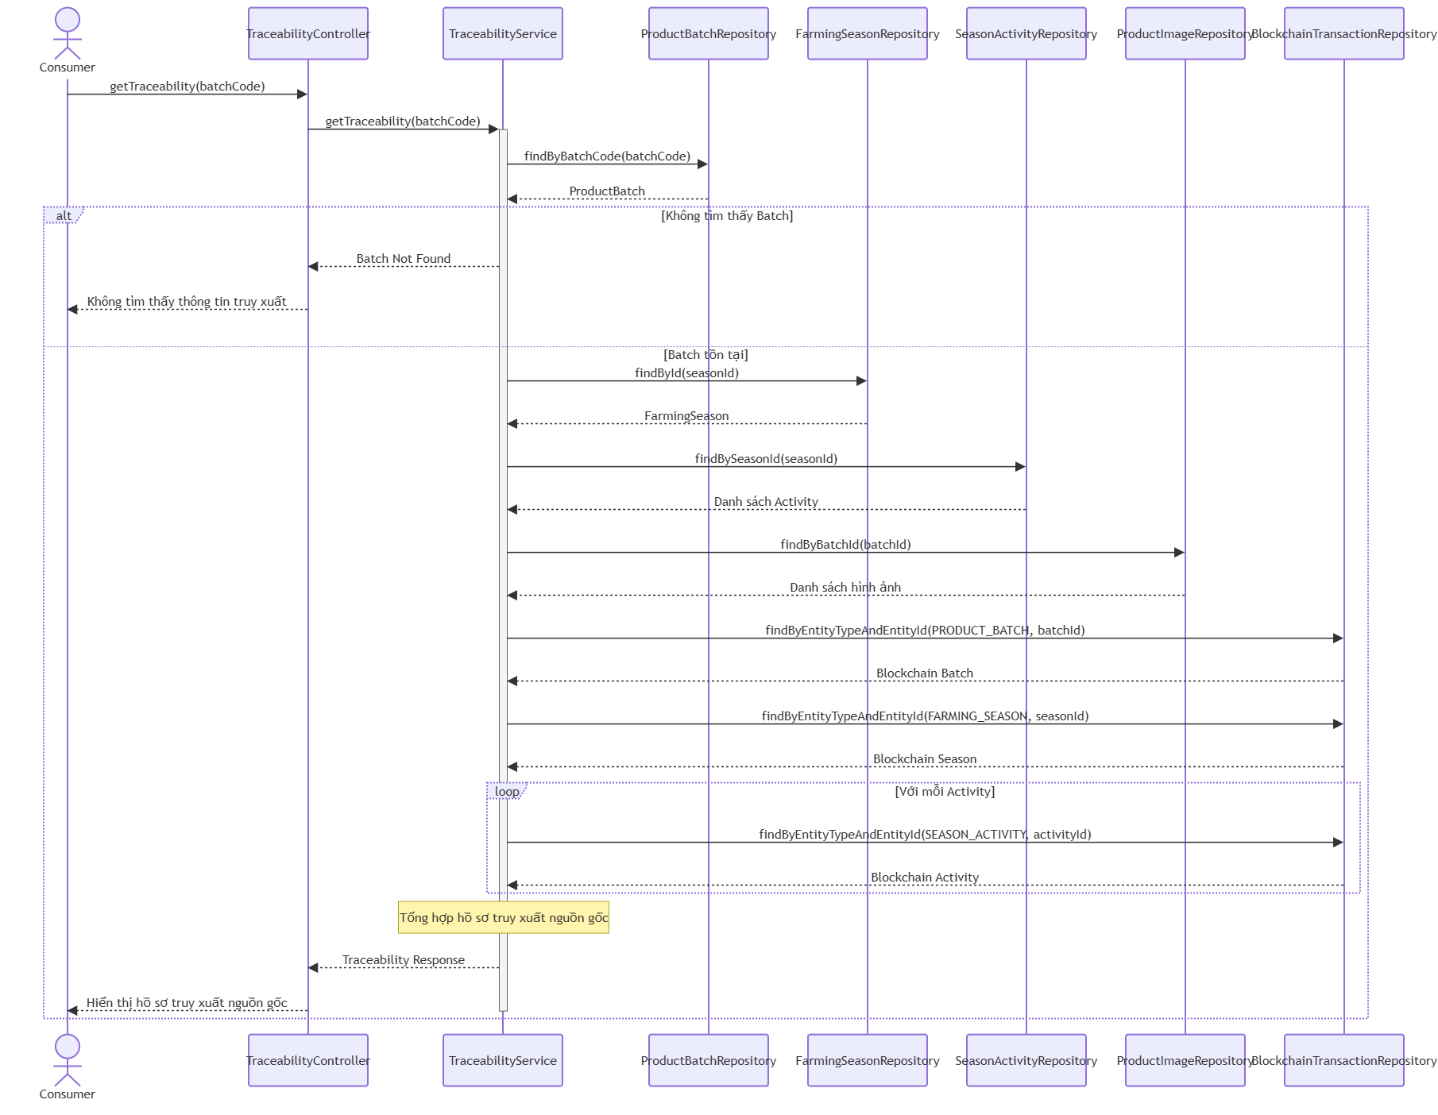 Consumer
TraceabilityController
TraceabilityService
ProductBatchRepository
FarmingSeasonRepository
SeasonActivityRepository
ProductImageRepository
BlockchainTransactionRepository
getTraceability(batchCode)
getTraceability(batchCode)
findByBatchCode(batchCode)
ProductBatch
alt
[Không tìm thấy Batch]
Batch Not Found
Không tìm thấy thông tin truy xuất
[Batch tồn tại]
findById(seasonId)
FarmingSeason
findBySeasonId(seasonId)
Danh sách Activity
findByBatchId(batchId)
Danh sách hình ảnh
findByEntityTypeAndEntityId(PRODUCT_BATCH, batchId)
Blockchain Batch
findByEntityTypeAndEntityId(FARMING_SEASON, seasonId)
Blockchain Season
loop
[Với mỗi Activity]
findByEntityTypeAndEntityId(SEASON_ACTIVITY, activityId)
Blockchain Activity
Tổng hợp hồ sơ truy xuất nguồn gốc
Traceability Response
Hiển thị hồ sơ truy xuất nguồn gốc
TraceabilityController
TraceabilityService
ProductBatchRepository
FarmingSeasonRepository
SeasonActivityRepository
ProductImageRepository
BlockchainTransactionRepository
Consumer